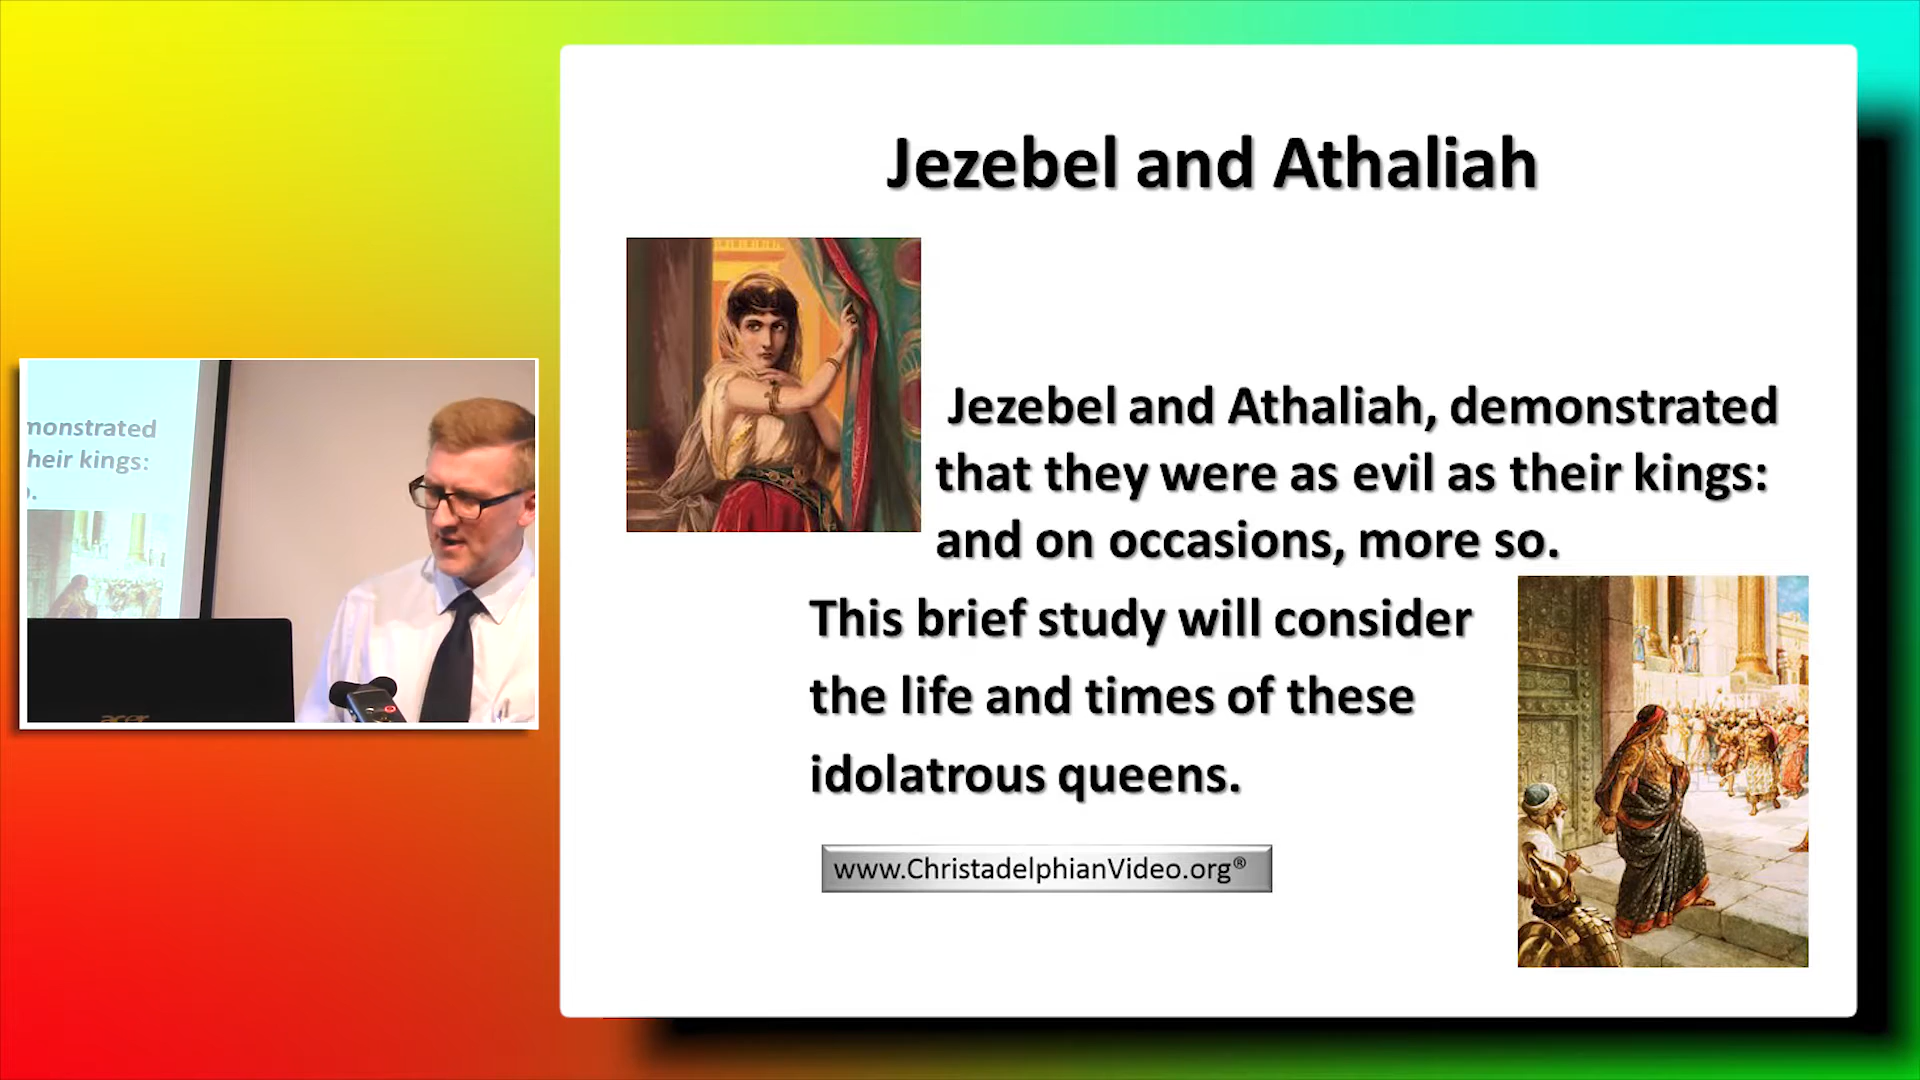 Jezebel and Athaliah
Jezebel and Athaliah, demonstrated
that they were as evil as their kings:
and on occasions, more so.
This brief study will consider
the life and times of these
idolatrous queens.
www.ChristadelphianVideo.org®
monstrated
heir kings:
acer